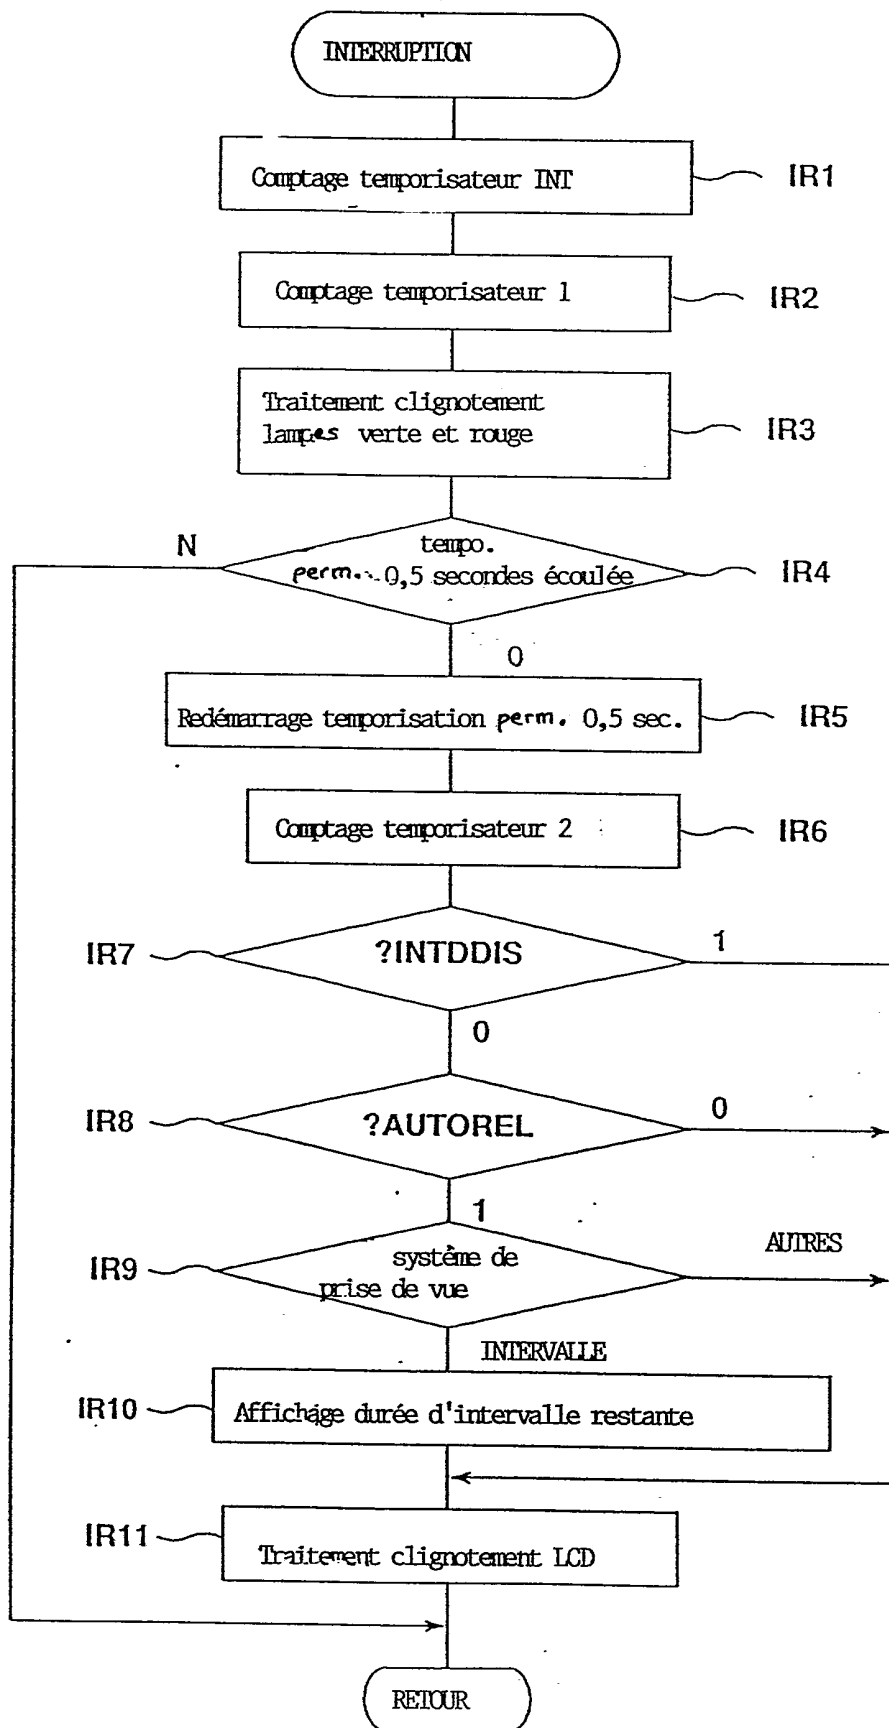 INTERRUPTION
Comptage temporisateur INT
IR1
Comptage temporisateur 1
IR2
Traitement clignotement
lampes verte et rouge
IR3
N
tempo.
perm. 0,5 secondes écoulée
IR4
O
Redémarrage temporisation perm. 0,5 sec.
IR5
Comptage temporisateur 2
IR6
IR7
?INTDDIS
1
0
IR8
?AUTOREL
0
1
IR9
système de
prise de vue
AUTRES
INTERVALLE
IR10
Affichage durée d'intervalle restante
IR11
Traitement clignotement LCD
RETOUR